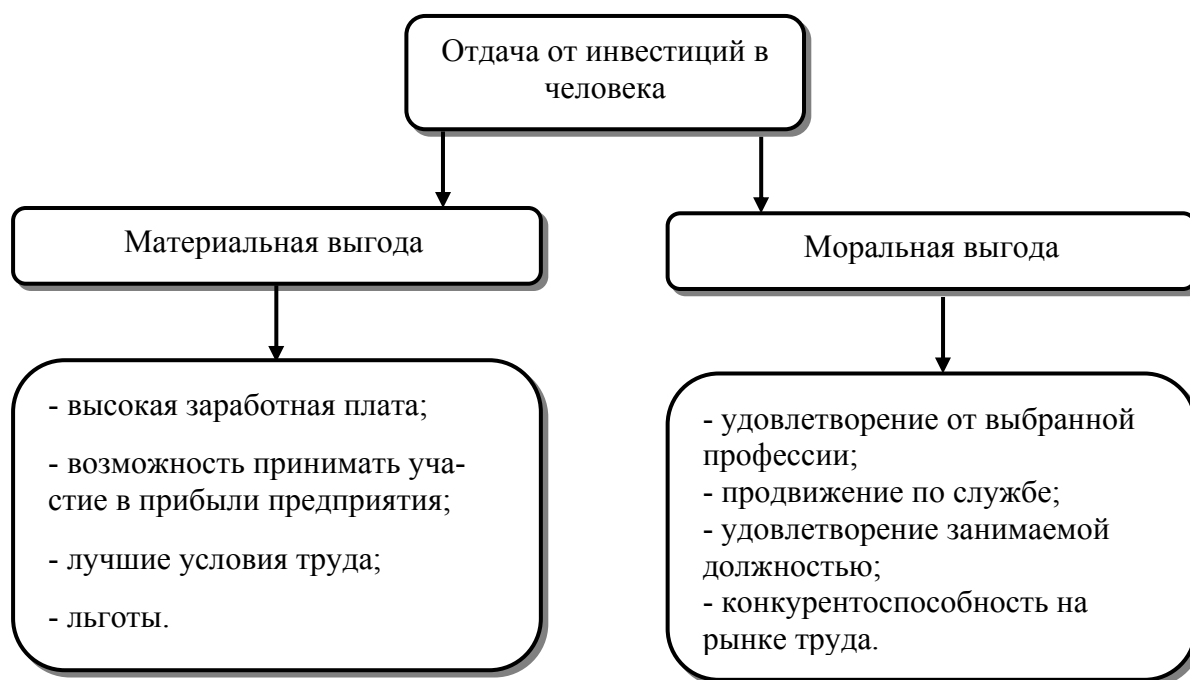 Отдача от инвестиций в
человека
Материальная выгода
Моральная выгода
- высокая заработная плата;
- возможность принимать уча-
стие в прибыли предприятия;
- лучшие условия труда;
- льготы.
- удовлетворение от выбранной
профессии;
- продвижение по службе;
- удовлетворение занимаемой
должностью;
- конкурентоспособность на
рынке труда.